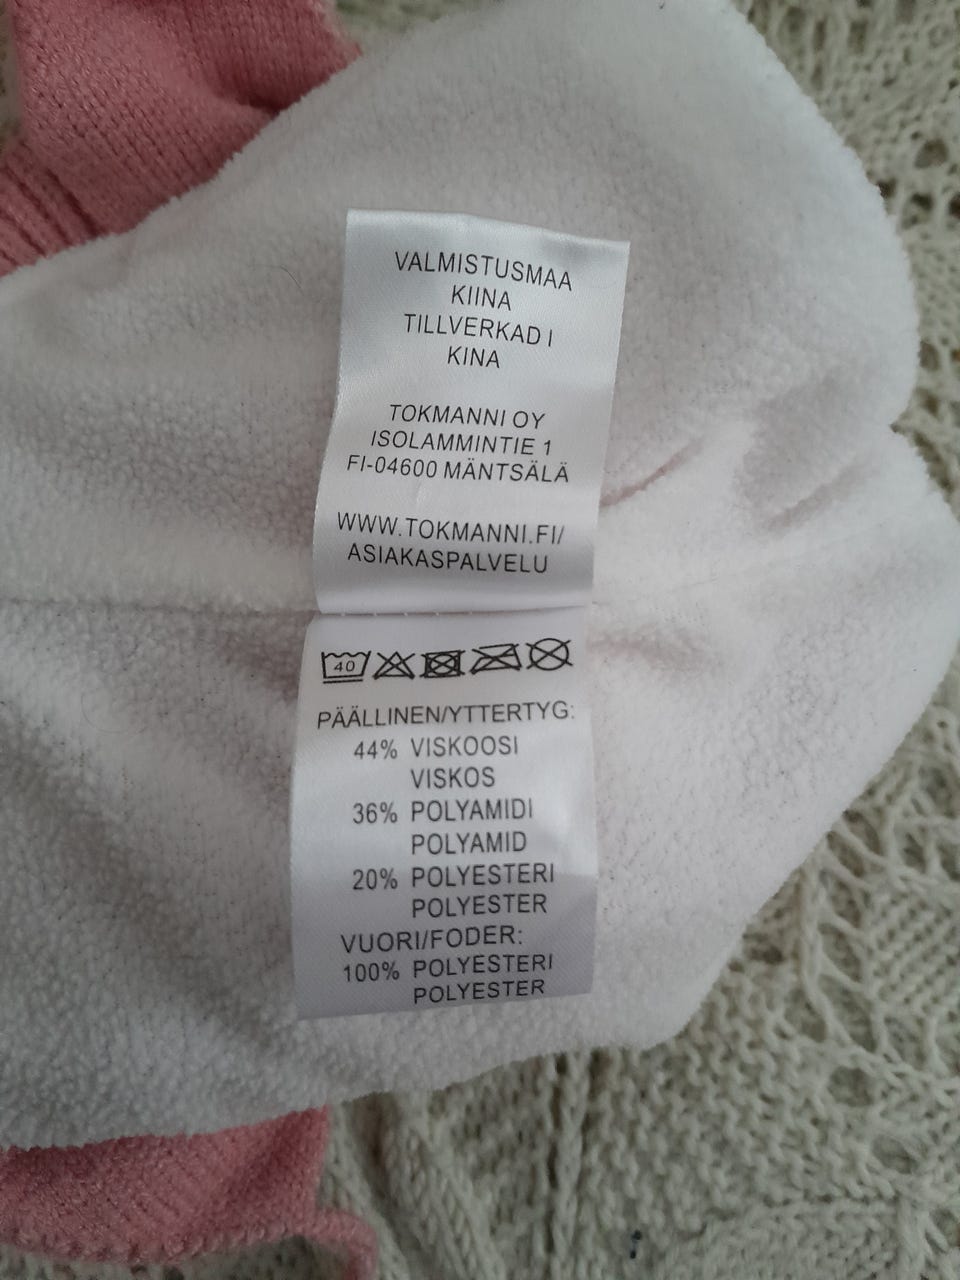 VALMISTUSMAA
KIINA
TILLVERKAD I
KINA
TOKMANNI OY
ISOLAMMINTIE 1
FI-04600 MÄNTSÄLÄ
WWW.TOKMANNI.FI/
ASIAKASPALVELU
40
PÄÄLLINEN/YTTERTYG:
44% VISKOOSI
VISKOS
36% POLYAMIDI
POLYAMID
20% POLYESTERI
POLYESTER
VUORI/FODER:
100% POLYESTERI
POLYESTER